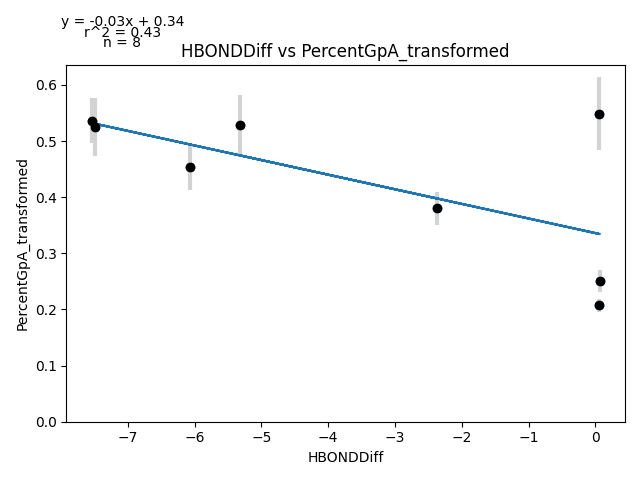 y = -0.03x + 0.34
r^2 = 0.43
n = 8
HBONDDiff vs PercentGpA_transformed
PercentGpA_transformed
0.6
0.5
0.4
0.3
0.2
0.1
0.0
−7 −6 −5 −4 −3 −2 −1 0
HBONDDiff